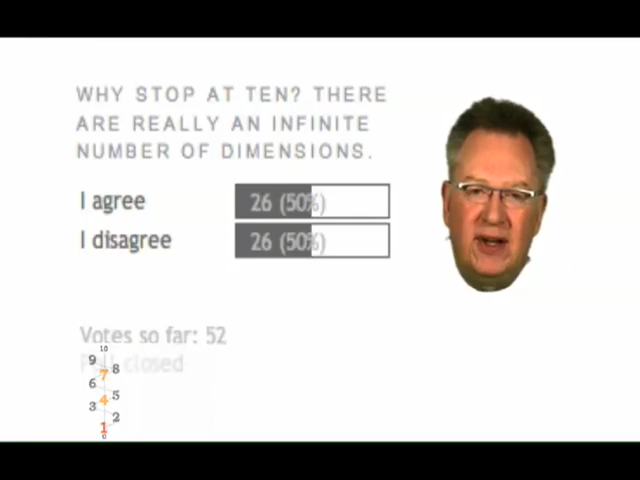 WHY STOP AT TEN? THERE
ARE REALLY AN INFINITE
NUMBER OF DIMENSIONS.
I agree 26 (50%)
I disagree 26 (50%)
Votes so far: 52
Poll closed
10
9
8
7
6
5
4
3
2
1
0